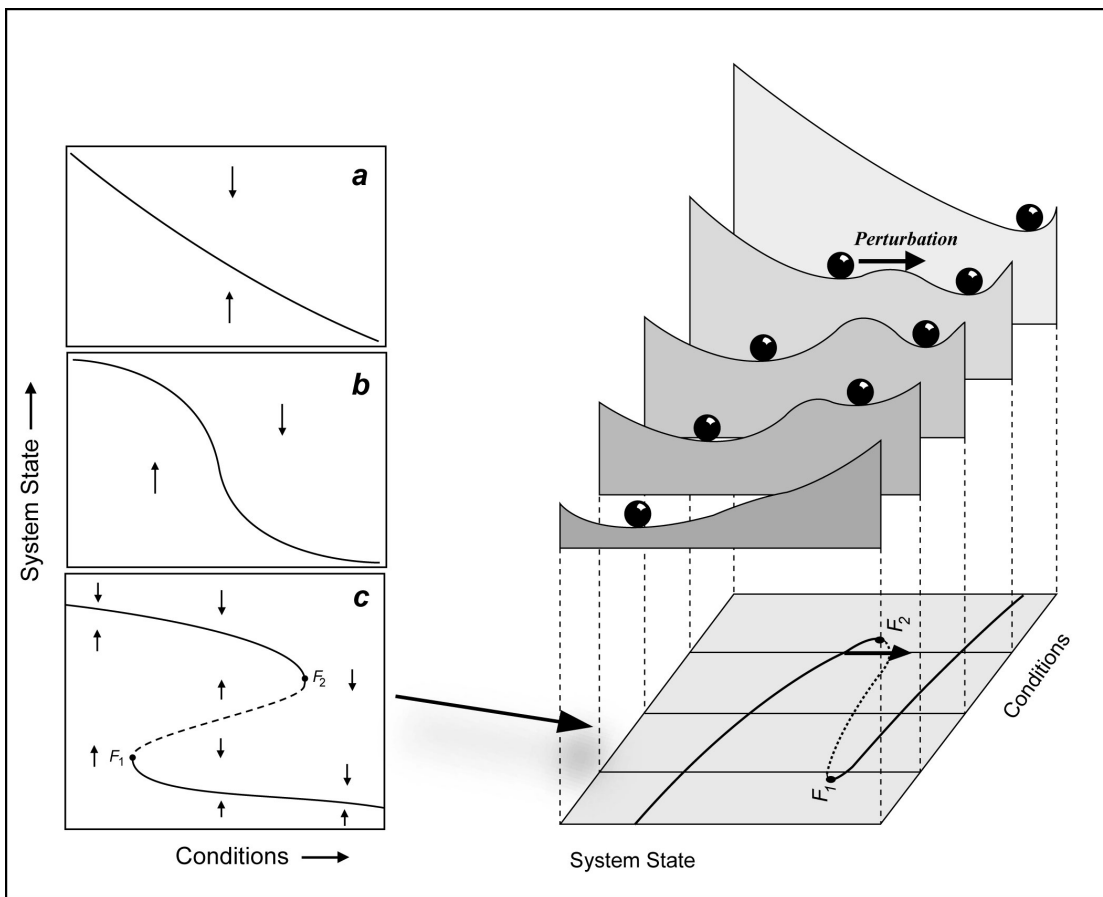 a
b
c
System State
F2
F1
Conditions
Perturbation
F2
F1
Conditions
System State